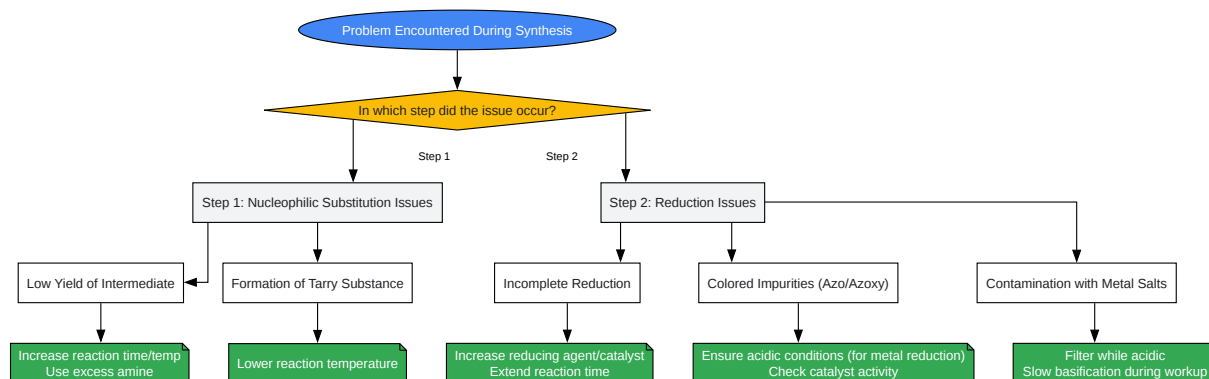 Problem Encountered During Synthesis
In which step did the issue occur?
Step 1
Step 2
Step 1: Nucleophilic Substitution Issues
Step 2: Reduction Issues
Low Yield of Intermediate
Formation of Tarry Substance
Incomplete Reduction
Colored Impurities (Azo/Azoxy)
Contamination with Metal Salts
Increase reaction time/temp
Use excess amine
Lower reaction temperature
Increase reducing agent/catalyst
Extend reaction time
Ensure acidic conditions (for metal reduction)
Check catalyst activity
Filter while acidic
Slow basification during workup